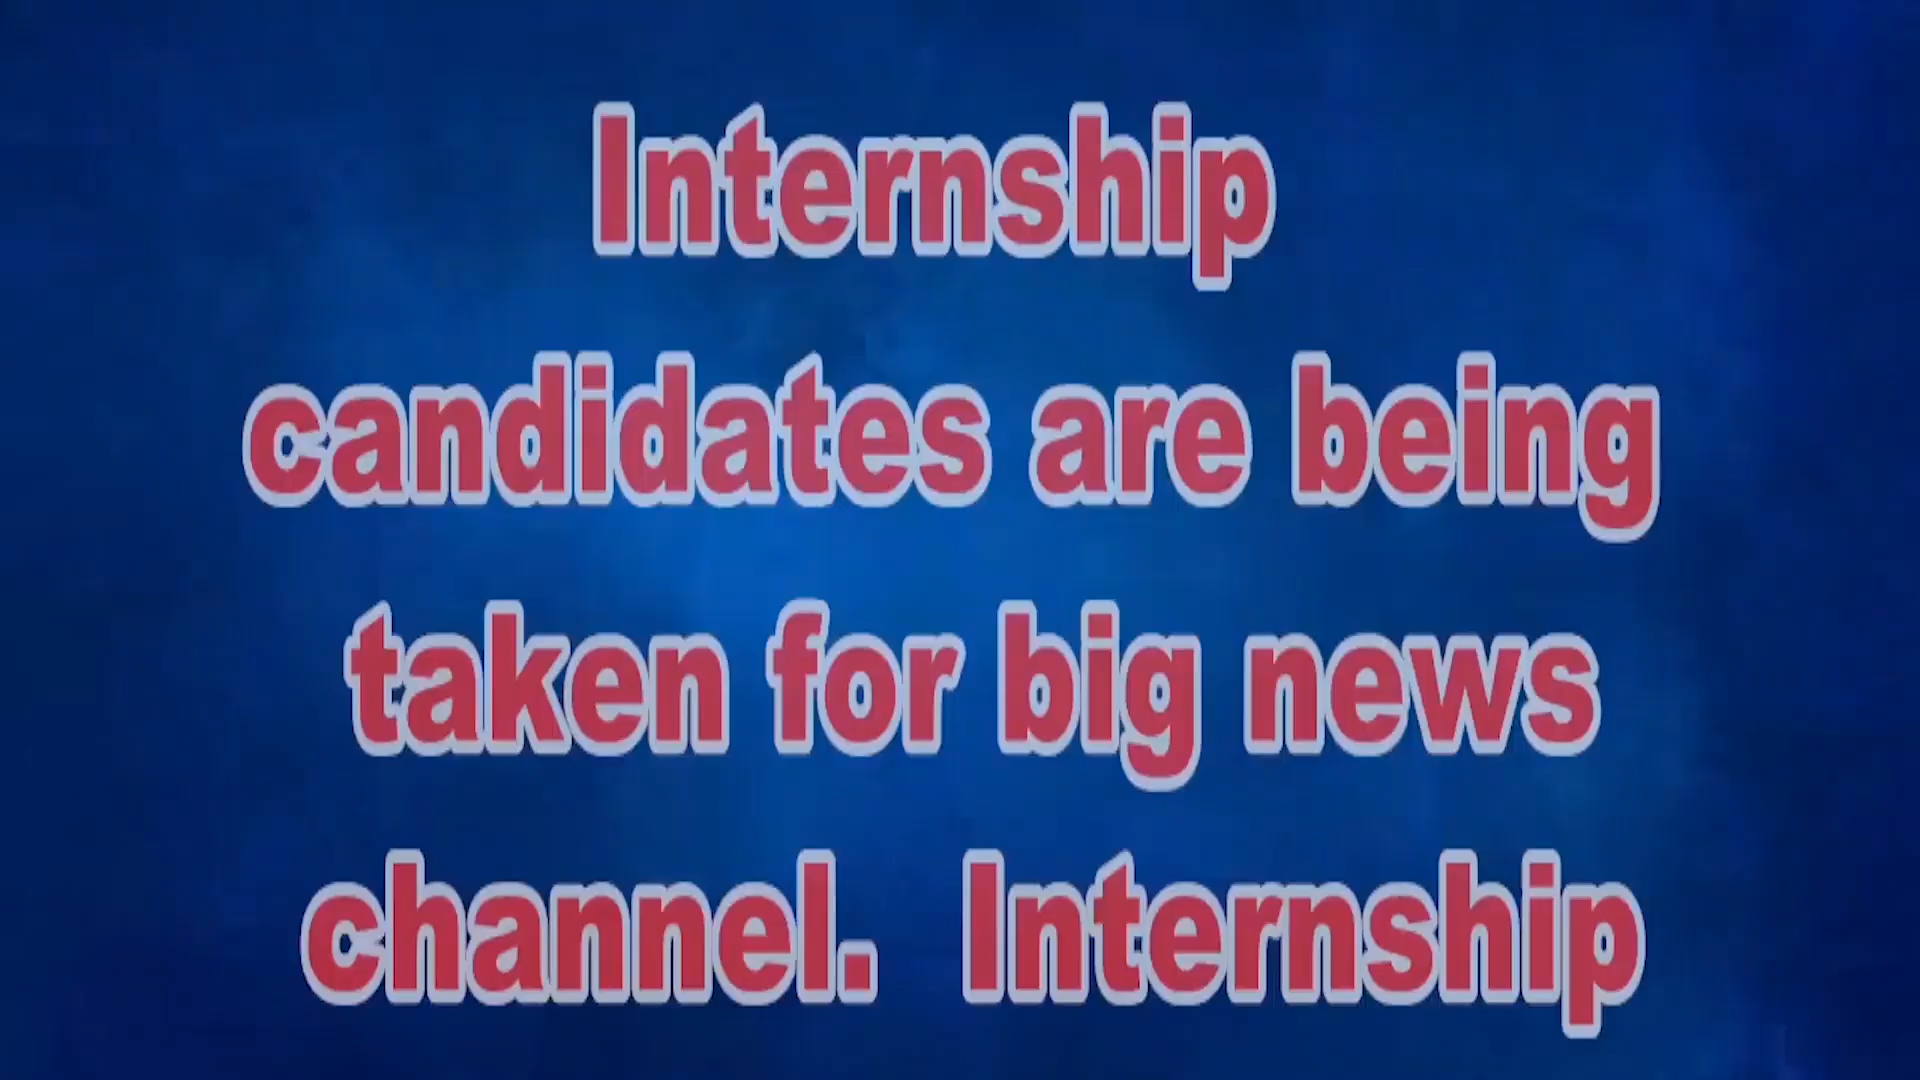 Internship
candidates are being
taken for big news
channel. Internship